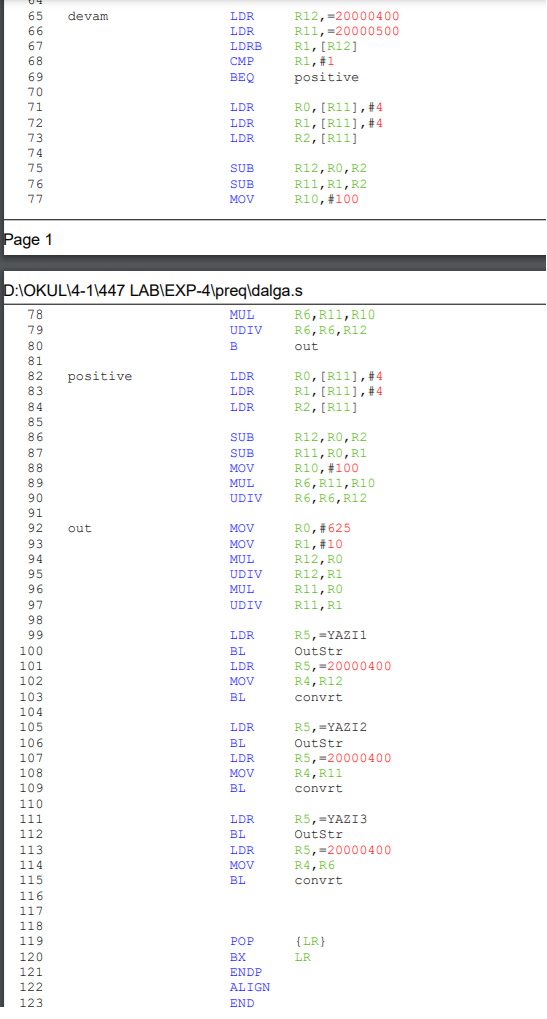 64
65 devam LDR R12,=20000400
66 LDR R11,=20000500
67 LDRB R1,[R12]
68 CMP R1,#1
69 BEQ positive
70
71 LDR R0,[R11],#4
72 LDR R1,[R11],#4
73 LDR R2,[R11]
74
75 SUB R12,R0,R2
76 SUB R11,R1,R2
77 MOV R10,#100
Page 1
D:\OKUL\4-1\447 LAB\EXP-4\preq\dalga.s
78 MUL R6,R11,R10
79 UDIV R6,R6,R12
80 B out
81
82 positive LDR R0,[R11],#4
83 LDR R1,[R11],#4
84 LDR R2,[R11]
85
86 SUB R12,R0,R2
87 SUB R11,R0,R1
88 MOV R10,#100
89 MUL R6,R11,R10
90 UDIV R6,R6,R12
91
92 out MOV R0,#625
93 MOV R1,#10
94 MUL R12,R0
95 UDIV R12,R1
96 MUL R11,R0
97 UDIV R11,R1
98
99 LDR R5,=YAZI1
100 BL OutStr
101 LDR R5,=20000400
102 MOV R4,R12
103 BL convrt
104
105 LDR R5,=YAZI2
106 BL OutStr
107 LDR R5,=20000400
108 MOV R4,R11
109 BL convrt
110
111 LDR R5,=YAZI3
112 BL OutStr
113 LDR R5,=20000400
114 MOV R4,R6
115 BL convrt
116
117
118
119 POP {LR}
120 BX LR
121 ENDP
122 ALIGN
123 END